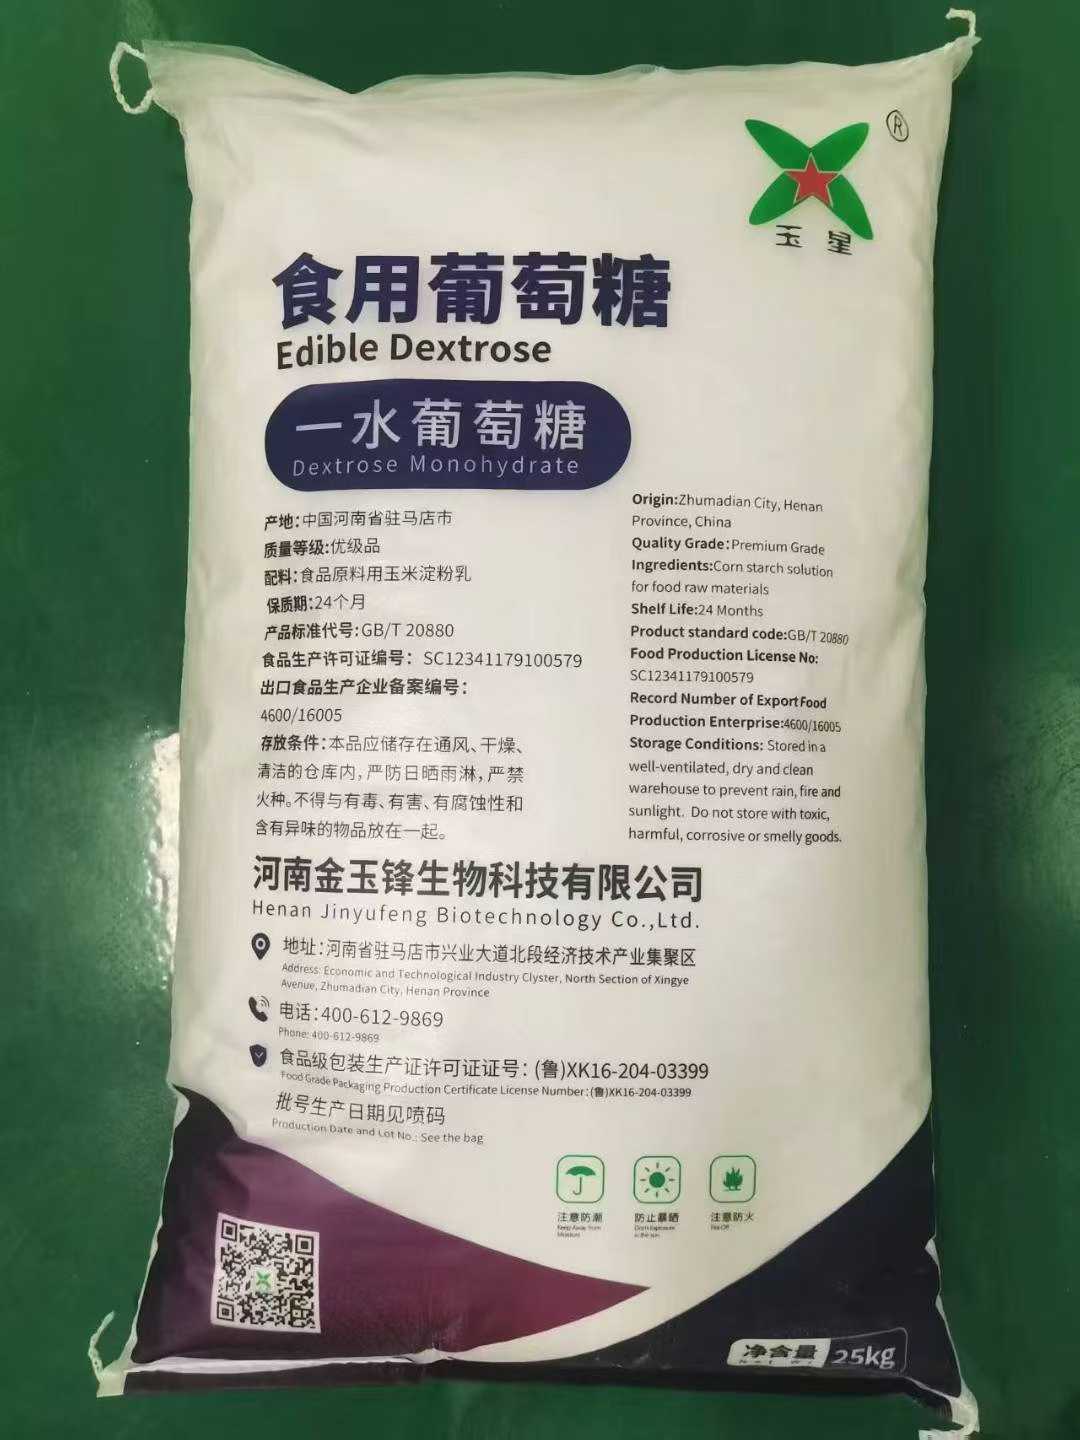 ®
玉星
食用葡萄糖
Edible Dextrose
一水葡萄糖
Dextrose Monohydrate
产地:中国河南省驻马店市
质量等级:优级品
配料:食品原料用玉米淀粉乳
保质期:24个月
产品标准代号:GB/T 20880
食品生产许可证编号: SC12341179100579
出口食品生产企业备案编号:
4600/16005
存放条件:本品应储存在通风、干燥、
清洁的仓库内,严防日晒雨淋,严禁
火种。不得与有毒、有害、有腐蚀性和
含有异味的物品放在一起。
Origin:Zhumadian City, Henan
Province, China
Quality Grade:Premium Grade
Ingredients:Corn starch solution
for food raw materials
Shelf Life:24 Months
Product standard code:GB/T 20880
Food Production License No:
SC12341179100579
Record Number of Export Food
Production Enterprise:4600/16005
Storage Conditions: Stored in a
well-ventilated, dry and clean
warehouse to prevent rain, fire and
sunlight. Do not store with toxic,
harmful, corrosive or smelly goods.
河南金玉锋生物科技有限公司
Henan Jinyufeng Biotechnology Co.,Ltd.
地址:河南省驻马店市兴业大道北段经济技术产业集聚区
Address: Economic and Technological Industry Clyster, North Section of Xingye
Avenue, Zhumadian City, Henan Province
电话:400-612-9869
Phone: 400-612-9869
食品级包装生产证许可证证号: (鲁)XK16-204-03399
Food Grade Packaging Production Certificate License Number:(鲁)XK16-204-03399
批号生产日期见喷码
Production Date and Lot No.: See the bag
注意防潮
Keep Away from
Moisture
防止暴晒
注意防火
净含量 25kg
Net Wt